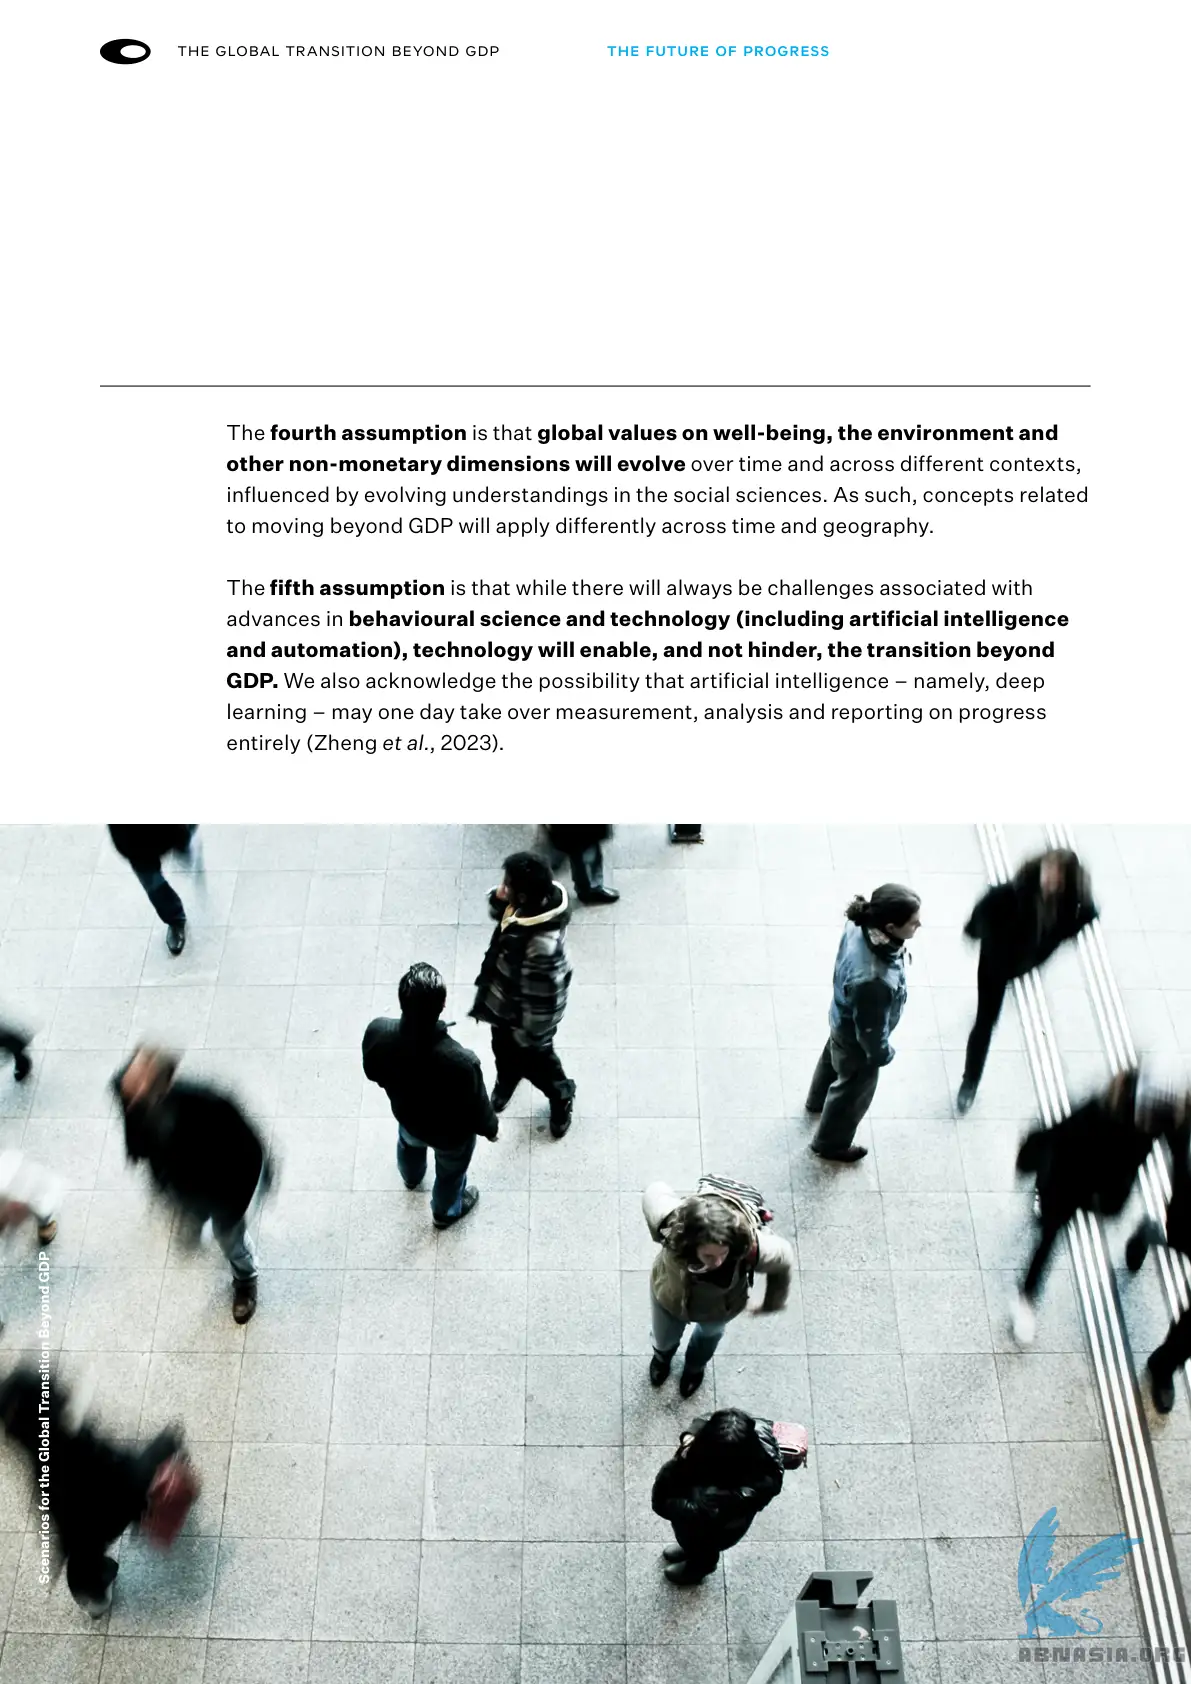 THE GLOBAL TRANSITION BEYOND GDP
THE FUTURE OF PROGRESS
The fourth assumption is that global values on well-being, the environment and
other non-monetary dimensions will evolve over time and across different contexts,
influenced by evolving understandings in the social sciences. As such, concepts related
to moving beyond GDP will apply differently across time and geography.
The fifth assumption is that while there will always be challenges associated with
advances in behavioural science and technology (including artificial intelligence
and automation), technology will enable, and not hinder, the transition beyond
GDP. We also acknowledge the possibility that artificial intelligence – namely, deep
learning – may one day take over measurement, analysis and reporting on progress
entirely (Zheng et al., 2023).
Scenarios for the Global Transition Beyond GDP
ABNASIA.ORG